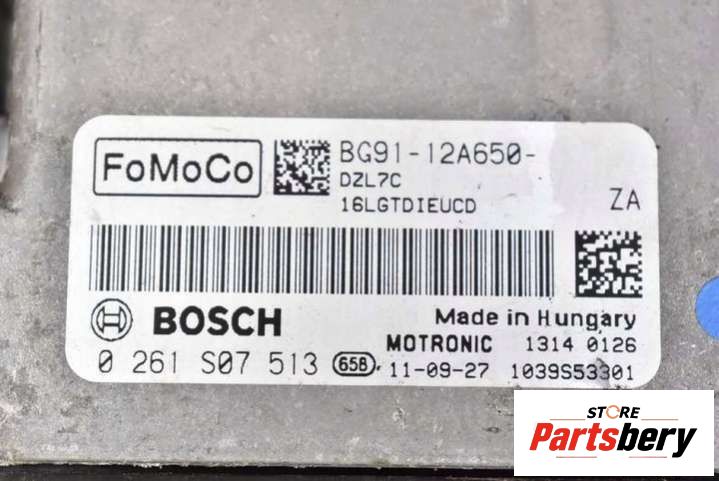 FoMoCo
BG91-12A650-
DZL7C
16LGTDIEUCD
ZA
BOSCH
Made in Hungary
MOTRONIC 1314 0126
0 261 S07 513 658 11-09-27 1039S53301
STORE
Partsbery